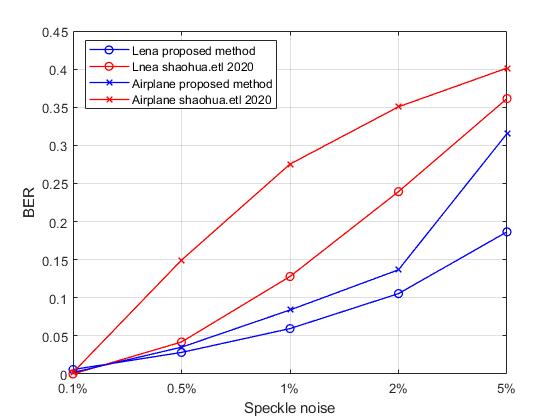 0.45
0.4
0.35
0.3
0.25
0.2
0.15
0.1
0.05
0
BER
Lena proposed method
Lnea shaohua.etl 2020
Airplane proposed method
Airplane shaohua.etl 2020
0.1% 0.5% 1% 2% 5%
Speckle noise